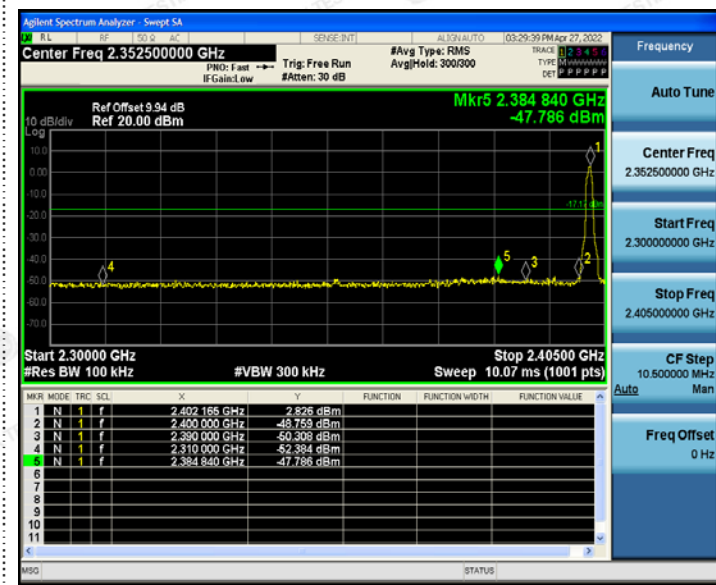 Agilent Spectrum Analyzer - Swept SA
RL RF 50 Ω AC SENSE:INT ALIGN AUTO 03:29:39 PM Apr 27, 2022
Center Freq 2.352500000 GHz
PNO: Fast
IFGain:Low
Trig: Free Run
#Atten: 30 dB
#Avg Type: RMS
Avg|Hold: 300/300
TRACE 1 2 3 4 5 6
TYPE M
DET P P P P P P
Frequency
Auto Tune
Center Freq
2.352500000 GHz
Start Freq
2.300000000 GHz
Stop Freq
2.405000000 GHz
CF Step
10.500000 MHz
Auto Man
Freq Offset
0 Hz
Mkr5 2.384 840 GHz
-47.786 dBm
Ref Offset 9.94 dB
10 dB/div Ref 20.00 dBm
Log
10.0
0.00
-10.0
-20.0
-30.0
-40.0
-50.0
-60.0
-70.0
-17.17 dBm
1
2
3
4
5
Start 2.30000 GHz Stop 2.40500 GHz
#Res BW 100 kHz #VBW 300 kHz Sweep 10.07 ms (1001 pts)
MKR MODE TRC SCL X Y FUNCTION FUNCTION WIDTH FUNCTION VALUE
1 N 1 f 2.402 165 GHz 2.826 dBm
2 N 1 f 2.400 000 GHz -48.759 dBm
3 N 1 f 2.390 000 GHz -50.308 dBm
4 N 1 f 2.310 000 GHz -52.384 dBm
5 N 1 f 2.384 840 GHz -47.786 dBm
6
7
8
9
10
11
MSG STATUS